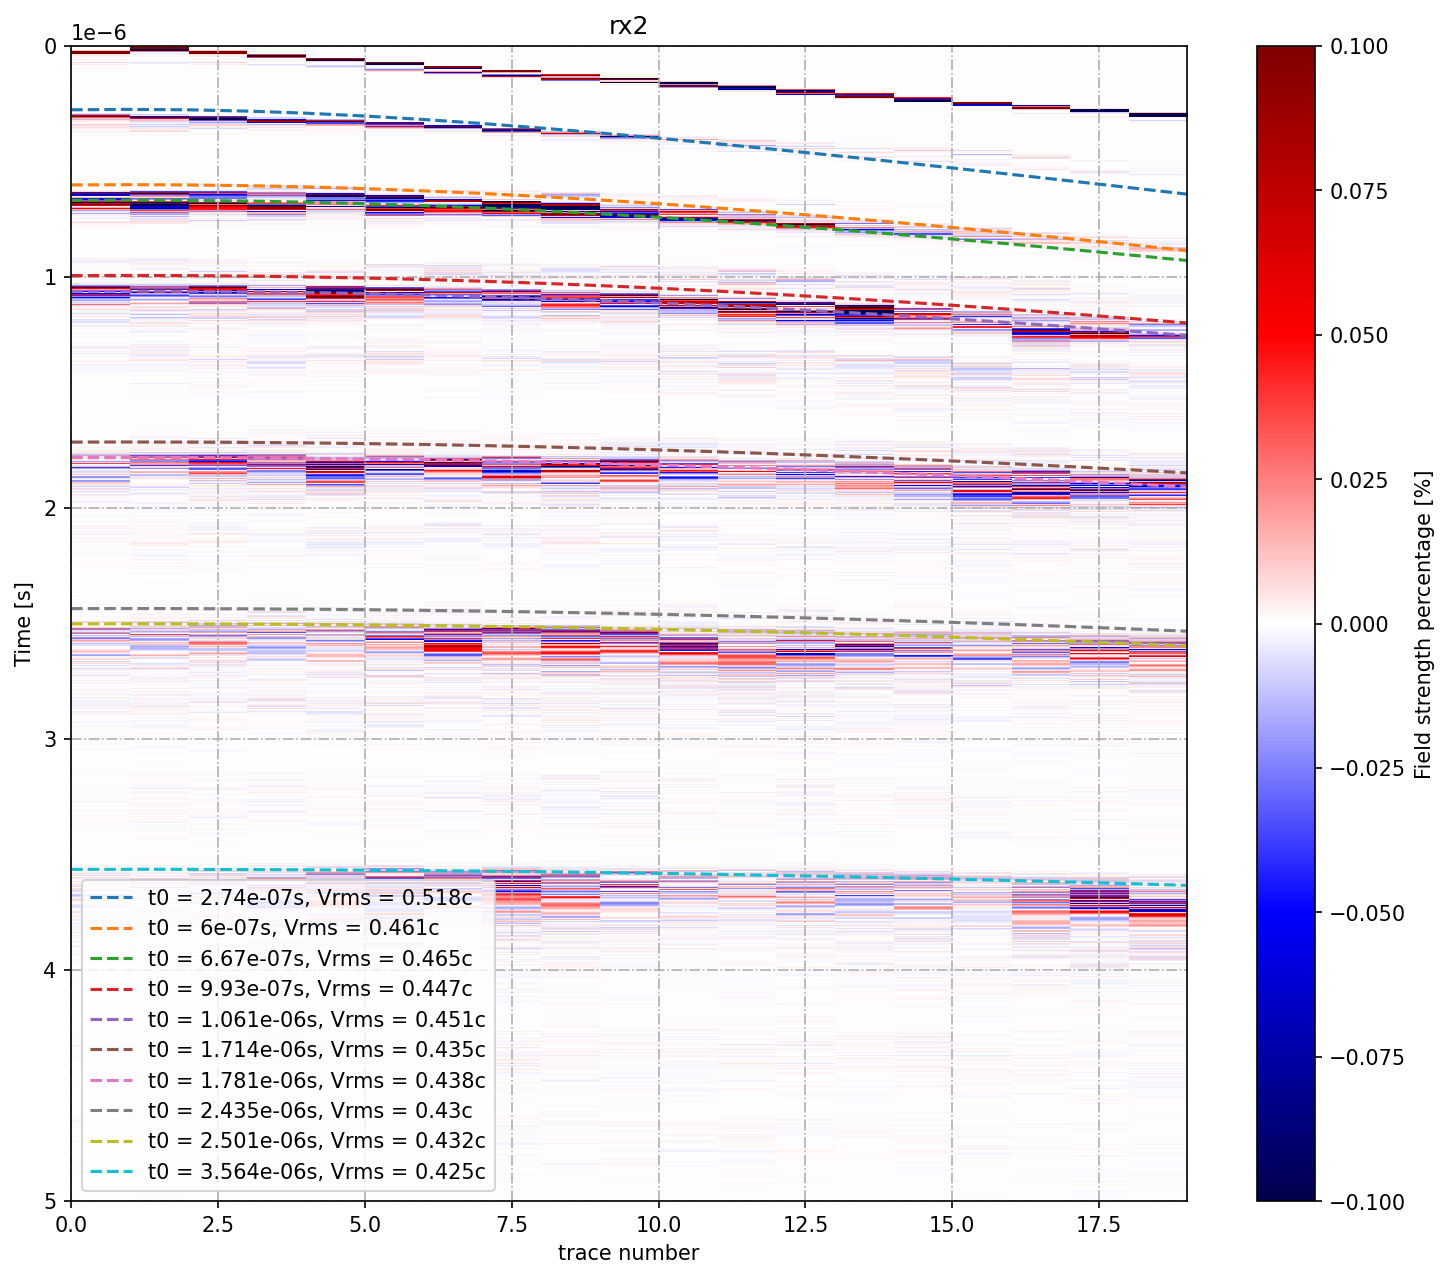 rx2
1e−6
0
1
2
3
4
5
Time [s]
0.0
2.5
5.0
7.5
10.0
12.5
15.0
17.5
trace number
t0 = 2.74e-07s, Vrms = 0.518c
t0 = 6e-07s, Vrms = 0.461c
t0 = 6.67e-07s, Vrms = 0.465c
t0 = 9.93e-07s, Vrms = 0.447c
t0 = 1.061e-06s, Vrms = 0.451c
t0 = 1.714e-06s, Vrms = 0.435c
t0 = 1.781e-06s, Vrms = 0.438c
t0 = 2.435e-06s, Vrms = 0.43c
t0 = 2.501e-06s, Vrms = 0.432c
t0 = 3.564e-06s, Vrms = 0.425c
0.100
0.075
0.050
0.025
0.000
−0.025
−0.050
−0.075
−0.100
Field strength percentage [%]